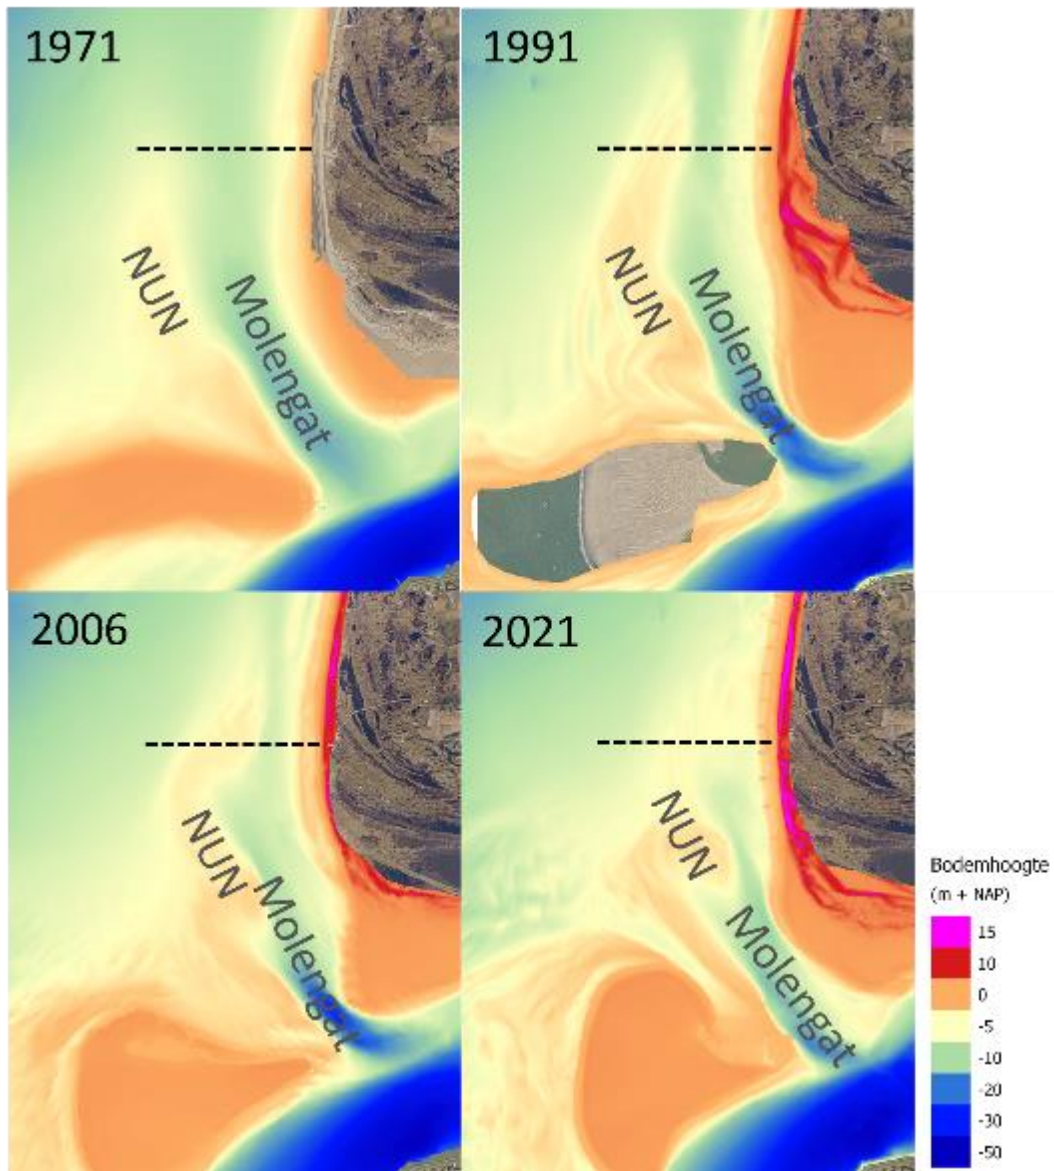 1971
NUN
Molengat
1991
NUN
Molengat
2006
NUN
Molengat
2021
NUN
Molengat
Bodemhoogte
(m + NAP)
15
10
0
-5
-10
-20
-30
-50